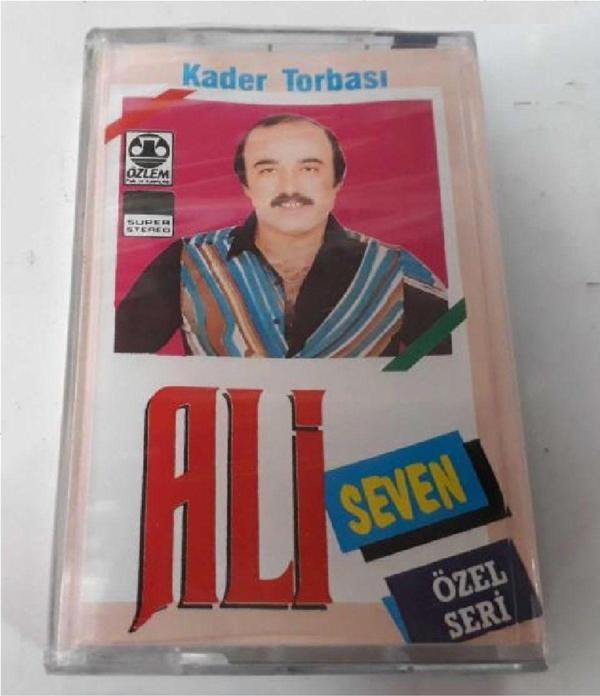 Kader Torbası
ÖZLEM
SUPER
STEREO
ALİ
SEVEN
ÖZEL
SERİ